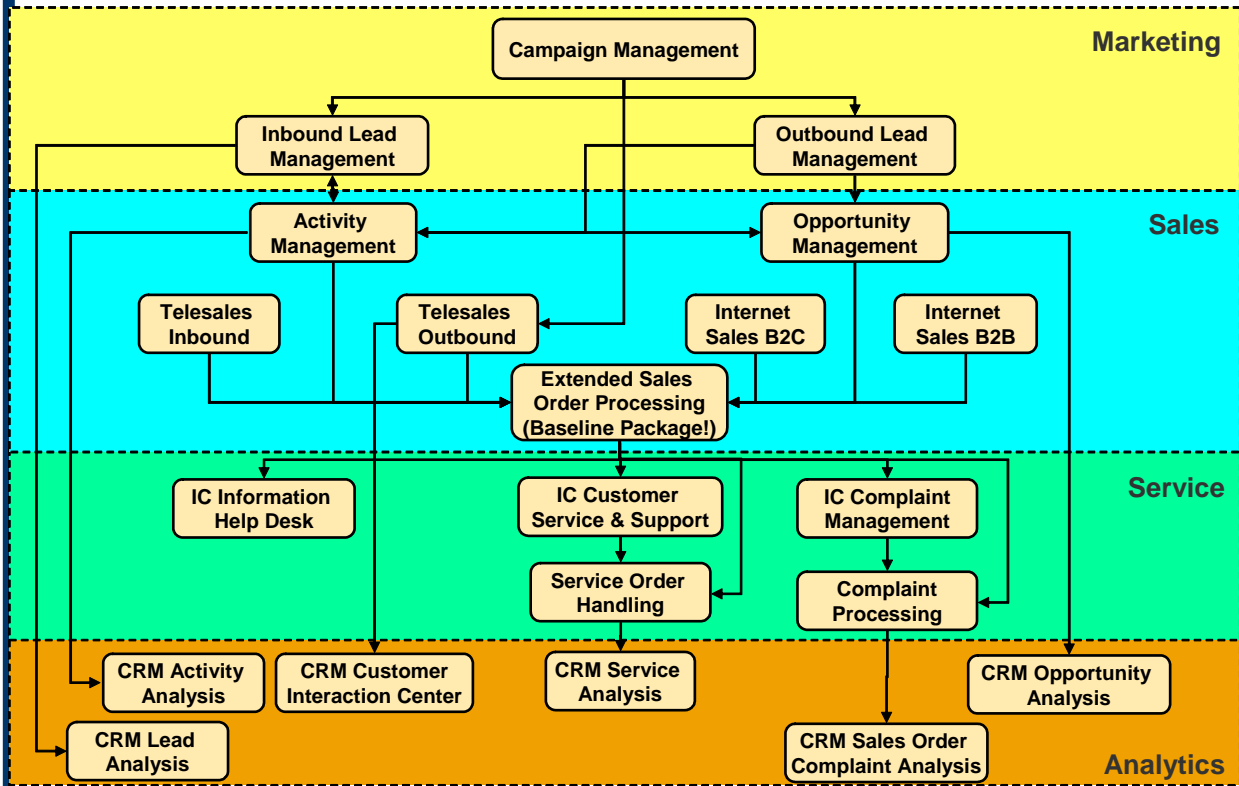 Campaign Management
Marketing
Inbound Lead
Management
Outbound Lead
Management
Activity
Management
Opportunity
Management
Sales
Telesales
Inbound
Telesales
Outbound
Internet
Sales B2C
Internet
Sales B2B
Extended Sales
Order Processing
(Baseline Package!)
IC Information
Help Desk
IC Customer
Service & Support
IC Complaint
Management
Service
Service Order
Handling
Complaint
Processing
CRM Activity
Analysis
CRM Customer
Interaction Center
CRM Service
Analysis
CRM Opportunity
Analysis
CRM Lead
Analysis
CRM Sales Order
Complaint Analysis
Analytics